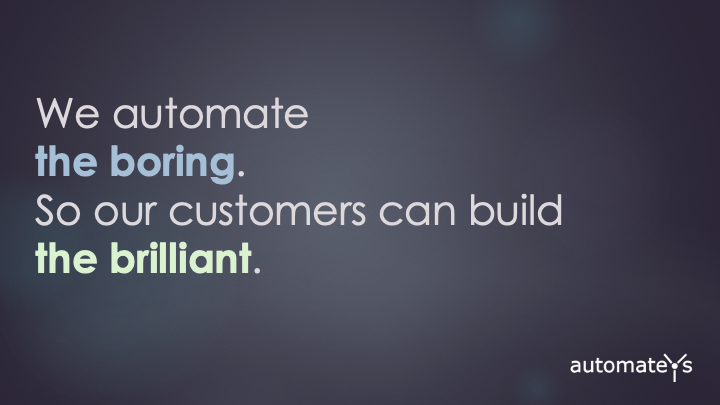 We automate
the boring.
So our customers can build
the brilliant.
automateYs